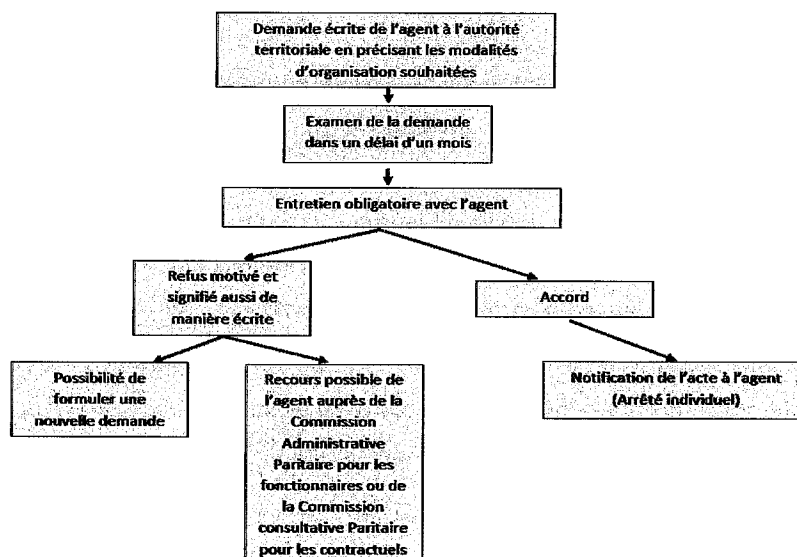 Demande écrite de l'agent à l'autorité
territoriale en précisant les modalités
d'organisation souhaitées
Examen de la demande
dans un délai d'un mois
Entretien obligatoire avec l'agent
Refus motivé et
signifié aussi de
manière écrite
Accord
Possibilité de
formuler une
nouvelle demande
Recours possible de
l'agent auprès de la
Commission
Administrative
Paritaire pour les
fonctionnaires ou de
la Commission
consultative Paritaire
pour les contractuels
Notification de l'acte à l'agent
(Arrêté individuel)